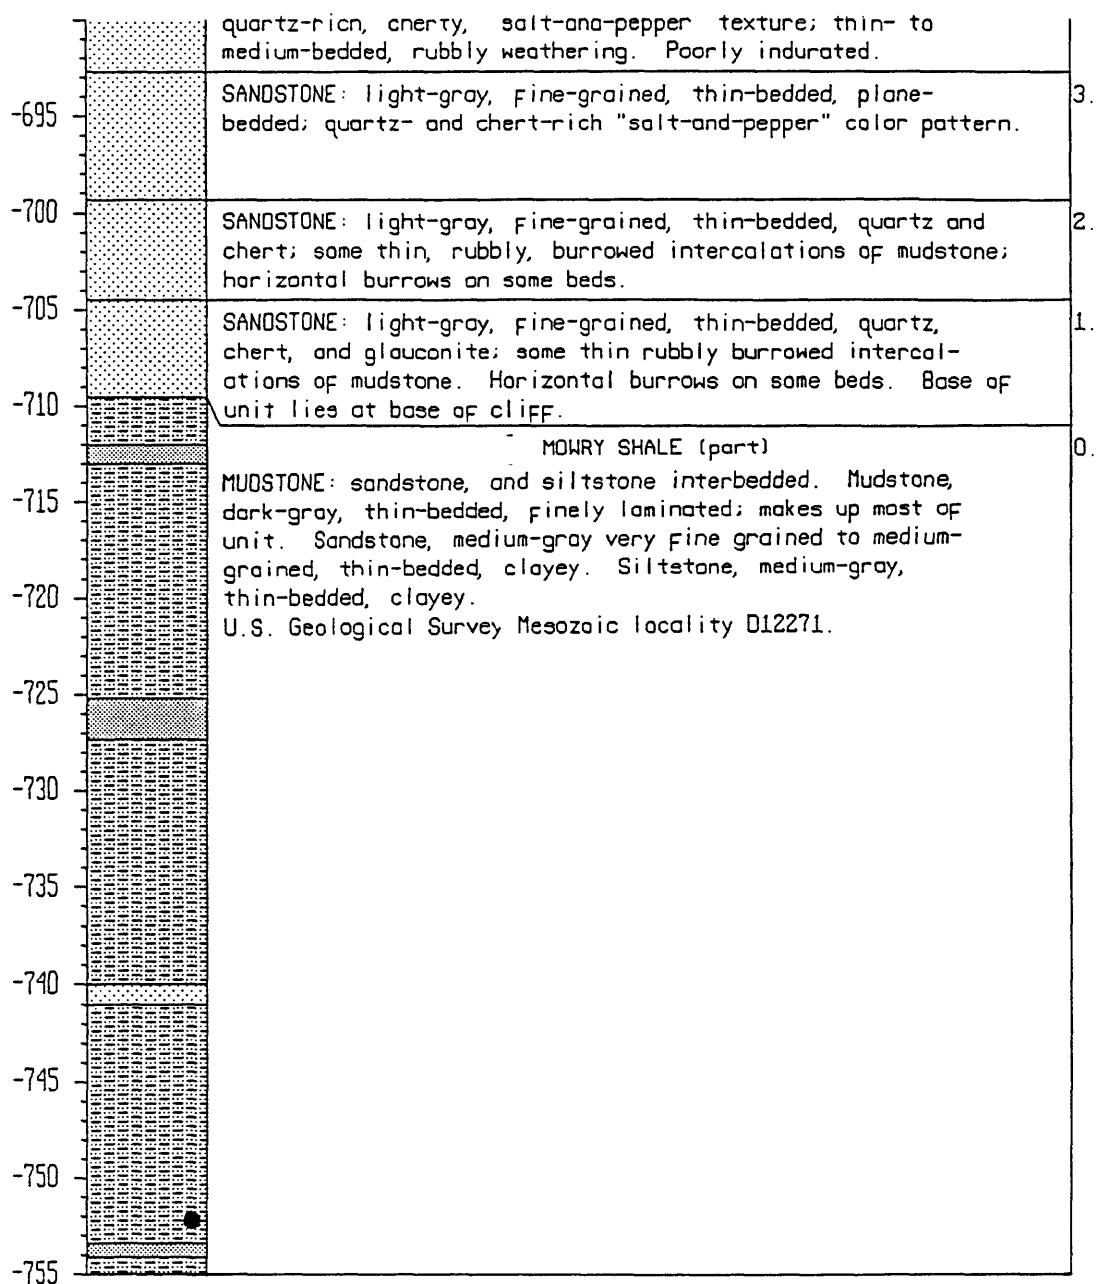 quartz-rich, cherty, salt-and-pepper texture; thin- to
medium-bedded, rubbly weathering. Poorly indurated.
-695
SANDSTONE: light-gray, fine-grained, thin-bedded, plane-
bedded; quartz- and chert-rich "salt-and-pepper" color pattern.
3.
-700
SANDSTONE: light-gray, fine-grained, thin-bedded, quartz and
chert; some thin, rubbly, burrowed intercalations of mudstone;
horizontal burrows on some beds.
2.
-705
SANDSTONE: light-gray, fine-grained, thin-bedded, quartz,
chert, and glauconite; some thin rubbly burrowed intercal-
ations of mudstone. Horizontal burrows on some beds. Base of
unit lies at base of cliff.
1.
-710
MOWRY SHALE (part)
0.
MUDSTONE: sandstone, and siltstone interbedded. Mudstone,
dark-gray, thin-bedded, finely laminated; makes up most of
unit. Sandstone, medium-gray very fine grained to medium-
grained, thin-bedded, clayey. Siltstone, medium-gray,
thin-bedded, clayey.
U.S. Geological Survey Mesozoic locality D12271.
-715
-720
-725
-730
-735
-740
-745
-750
-755